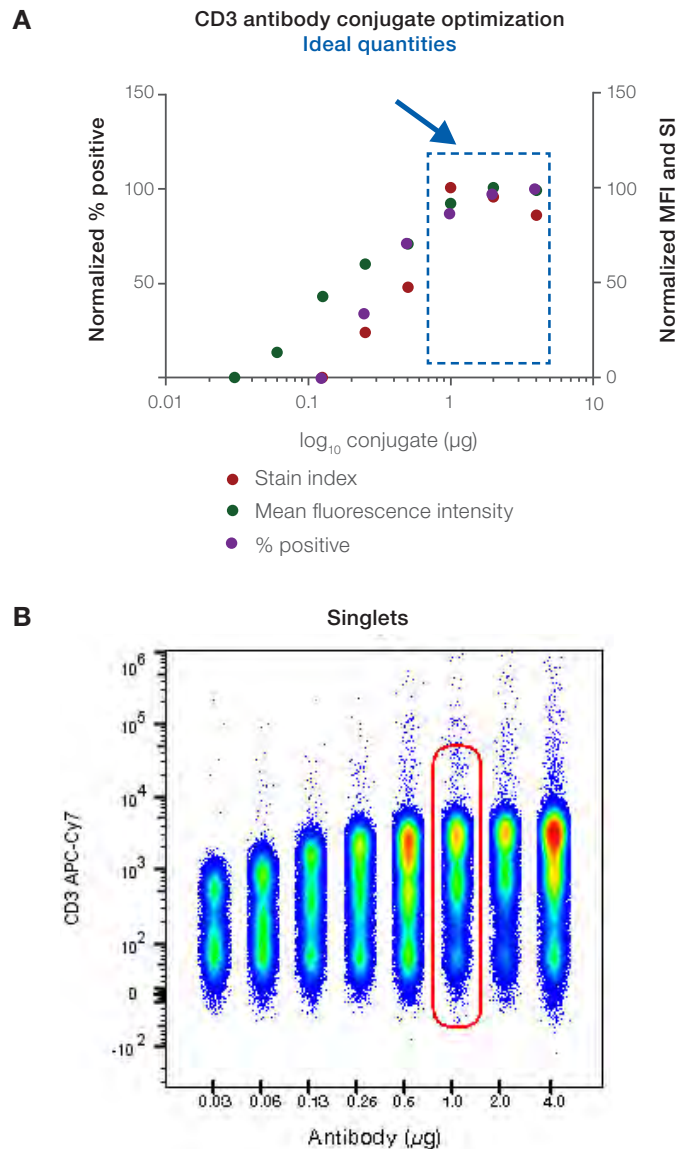 A
CD3 antibody conjugate optimization
Ideal quantities
150
150
100
100
50
50
0
0.01
0.1
1
10
Normalized % positive
Normalized MFI and SI
log10 conjugate (µg)
Stain index
Mean fluorescence intensity
% positive
B
Singlets
10^6
10^5
10^4
10^3
10^2
0
-10^2
CD3 APC-Cy7
0.03
0.06
0.13
0.26
0.6
1.0
2.0
4.0
Antibody (µg)